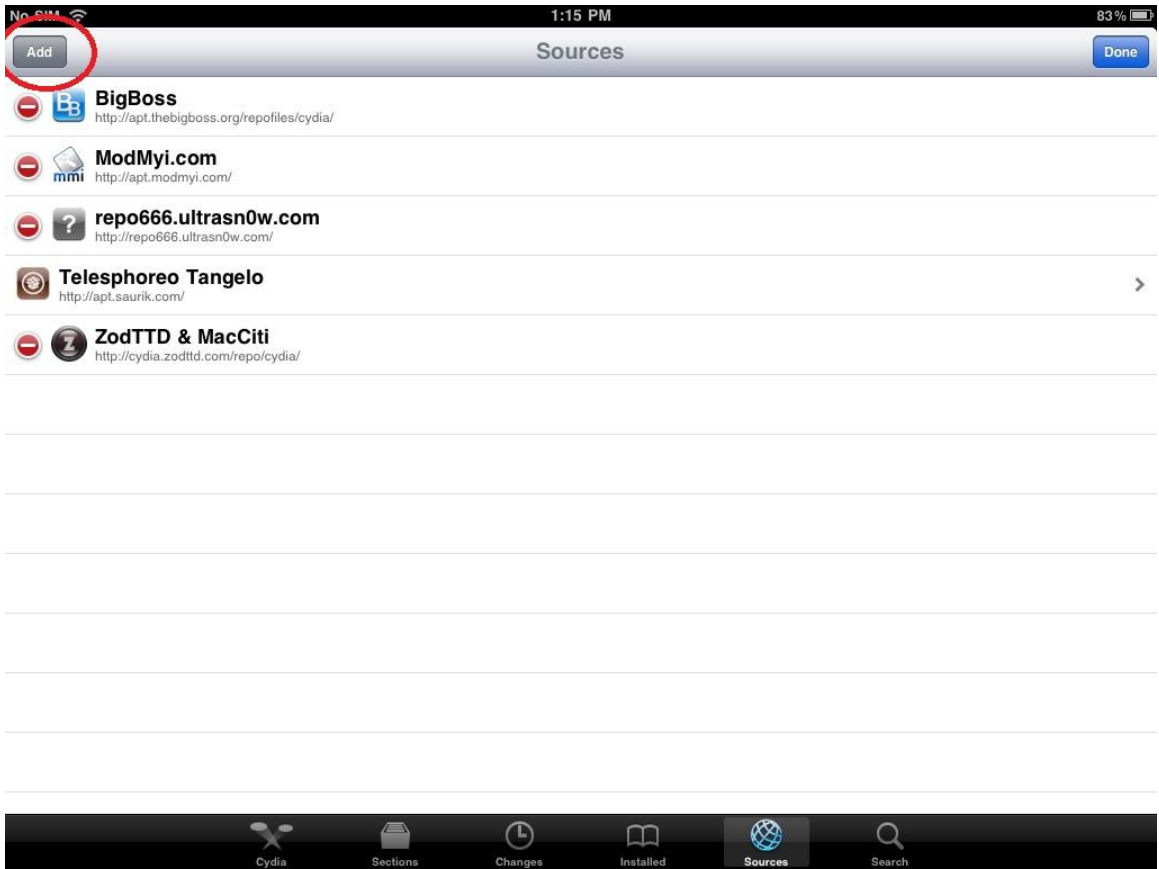 No SIM 1:15 PM 83%
Add Sources Done
BB BigBoss
http://apt.thebigboss.org/repofiles/cydia/
mmi ModMyi.com
http://apt.modmyi.com/
? repo666.ultrasn0w.com
http://repo666.ultrasn0w.com/
Telesphoreo Tangelo
http://apt.saurik.com/
Z ZodTTD & MacCiti
http://cydia.zodttd.com/repo/cydia/
Cydia Sections Changes Installed Sources Search